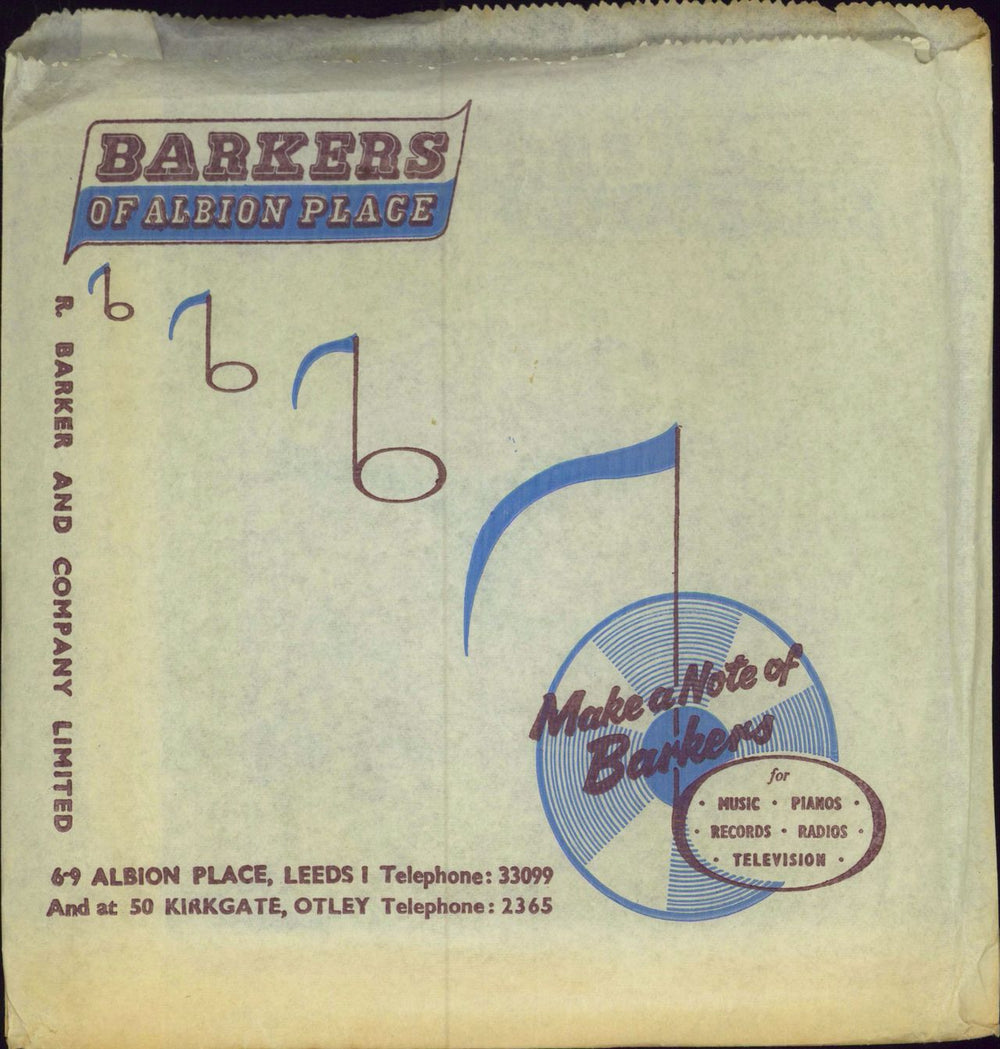 BARKERS
OF ALBION PLACE
R. BARKER AND COMPANY LIMITED
Make a Note of
Barkers
for
· MUSIC · PIANOS ·
· RECORDS · RADIOS ·
· TELEVISION ·
6-9 ALBION PLACE, LEEDS 1 Telephone: 33099
And at 50 KIRKGATE, OTLEY Telephone: 2365